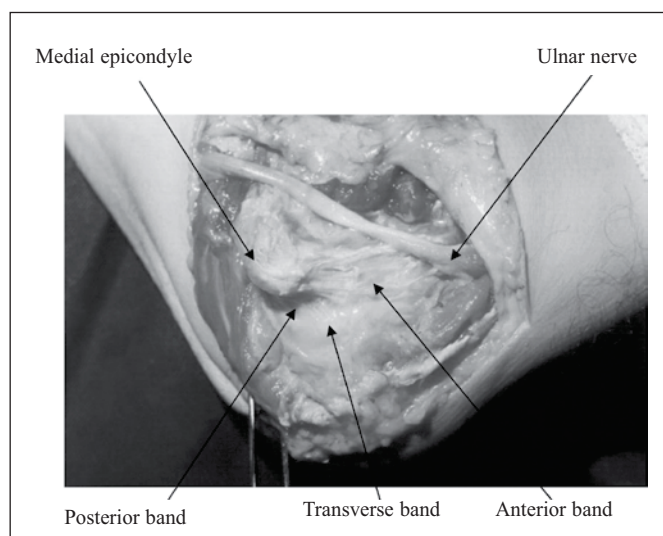 Medial epicondyle
Ulnar nerve
Posterior band
Transverse band
Anterior band